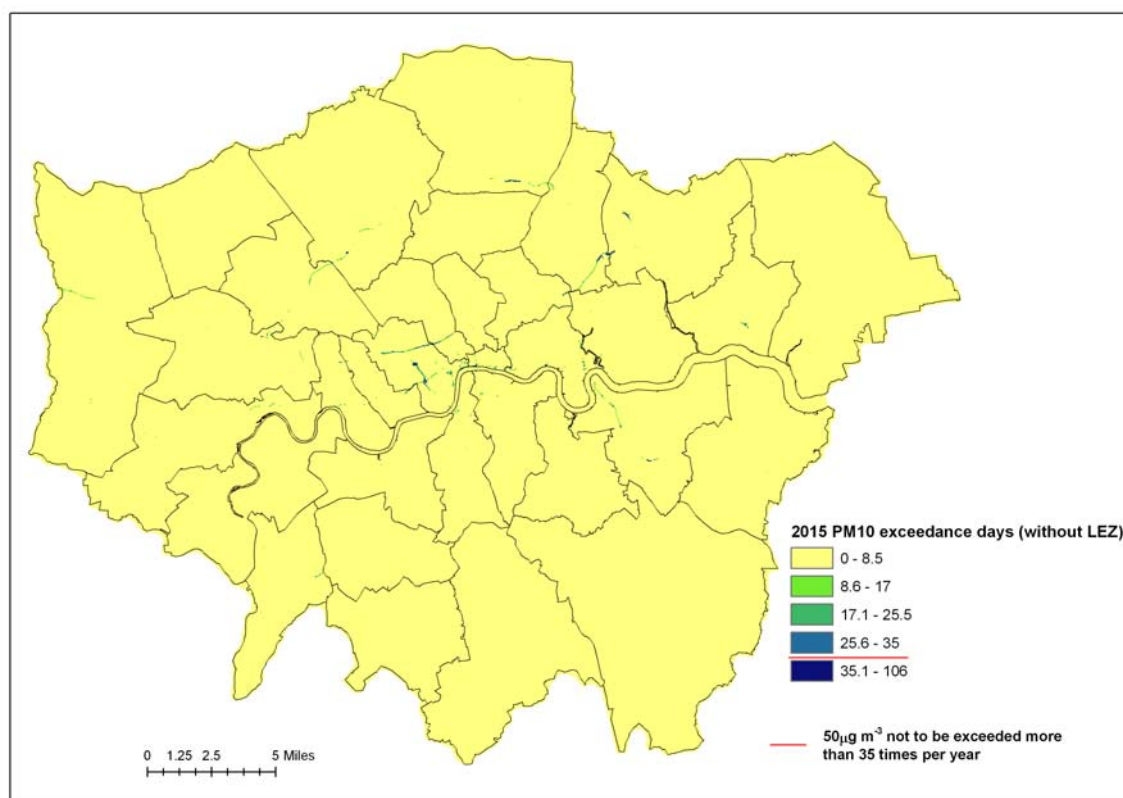 2015 PM10 exceedance days (without LEZ)
0 - 8.5
8.6 - 17
17.1 - 25.5
25.6 - 35
35.1 - 106
50µg m-3 not to be exceeded more
than 35 times per year
0 1.25 2.5 5 Miles